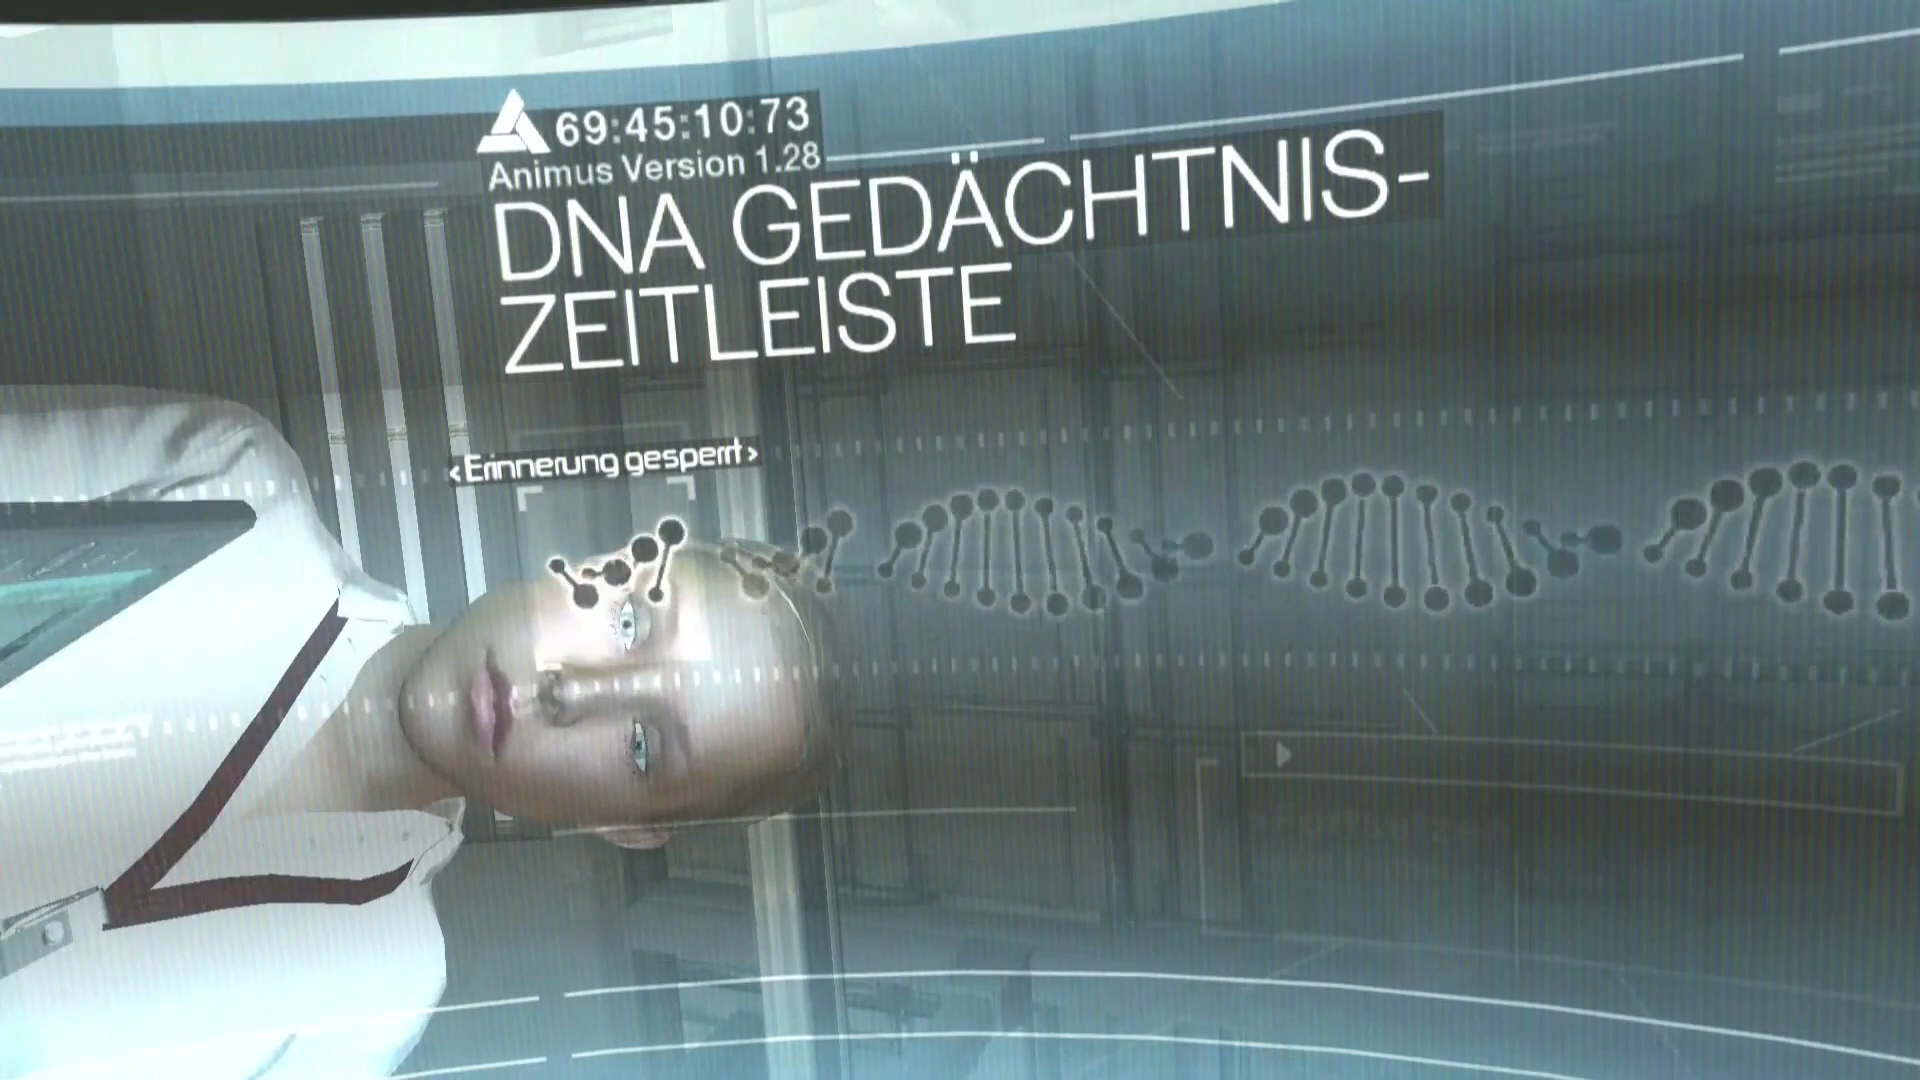 69:45:10:73
Animus Version 1.28
DNA GEDÄCHTNIS-
ZEITLEISTE
<Erinnerung gesperrt>